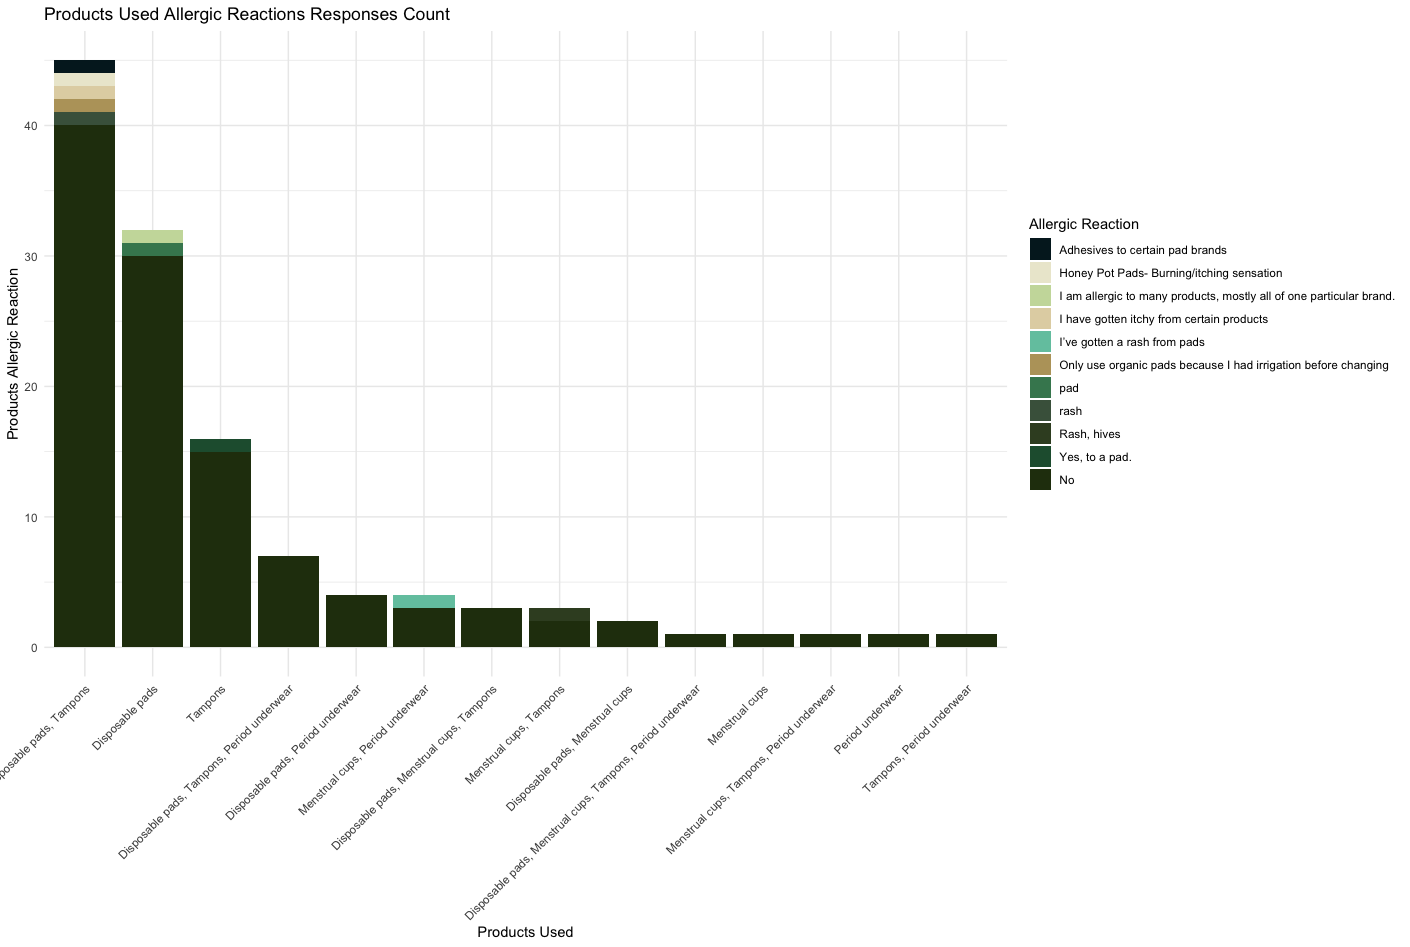 Products Used Allergic Reactions Responses Count
Products Allergic Reaction
40
30
20
10
0
posable pads, Tampons
Disposable pads
Tampons
Disposable pads, Tampons, Period underwear
Disposable pads, Period underwear
Menstrual cups, Period underwear
Disposable pads, Menstrual cups, Tampons
Menstrual cups, Tampons
Disposable pads, Menstrual cups
Disposable pads, Menstrual cups, Tampons, Period underwear
Menstrual cups
Menstrual cups, Tampons, Period underwear
Period underwear
Tampons, Period underwear
Products Used
Allergic Reaction
Adhesives to certain pad brands
Honey Pot Pads- Burning/itching sensation
I am allergic to many products, mostly all of one particular brand.
I have gotten itchy from certain products
I've gotten a rash from pads
Only use organic pads because I had irrigation before changing
pad
rash
Rash, hives
Yes, to a pad.
No